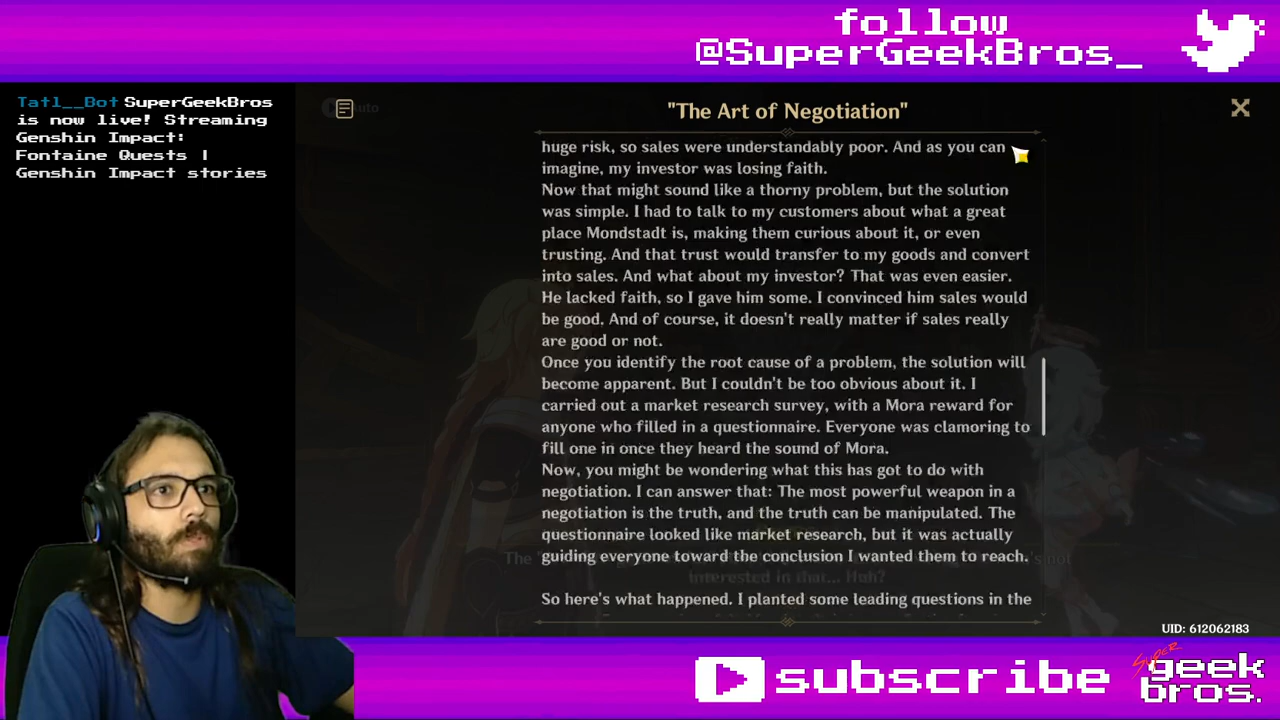 follow
@SuperGeekBros_
Tatl__Bot SuperGeekBros
is now live! Streaming
Genshin Impact:
Fontaine Quests |
Genshin Impact stories
Auto
"The Art of Negotiation"
huge risk, so sales were understandably poor. And as you can
imagine, my investor was losing faith.
Now that might sound like a thorny problem, but the solution
was simple. I had to talk to my customers about what a great
place Mondstadt is, making them curious about it, or even
trusting. And that trust would transfer to my goods and convert
into sales. And what about my investor? That was even easier.
He lacked faith, so I gave him some. I convinced him sales would
be good. And of course, it doesn't really matter if sales really
are good or not.
Once you identify the root cause of a problem, the solution will
become apparent. But I couldn't be too obvious about it. I
carried out a market research survey, with a Mora reward for
anyone who filled in a questionnaire. Everyone was clamoring to
fill one in once they heard the sound of Mora.
Now, you might be wondering what this has got to do with
negotiation. I can answer that: The most powerful weapon in a
negotiation is the truth, and the truth can be manipulated. The
questionnaire looked like market research, but it was actually
guiding everyone toward the conclusion I wanted them to reach.
interested in that... Huh?
So here's what happened. I planted some leading questions in the
UID: 612062183
subscribe
super
geek
bros.